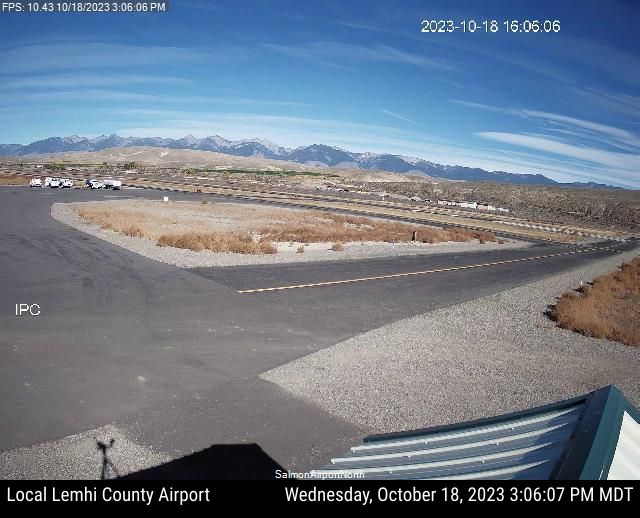 FPS: 10.43 10/18/2023 3:06:06 PM
2023-10-18 16:06:06
IPC
SalmonAirportNorth
Local Lemhi County Airport Wednesday, October 18, 2023 3:06:07 PM MDT